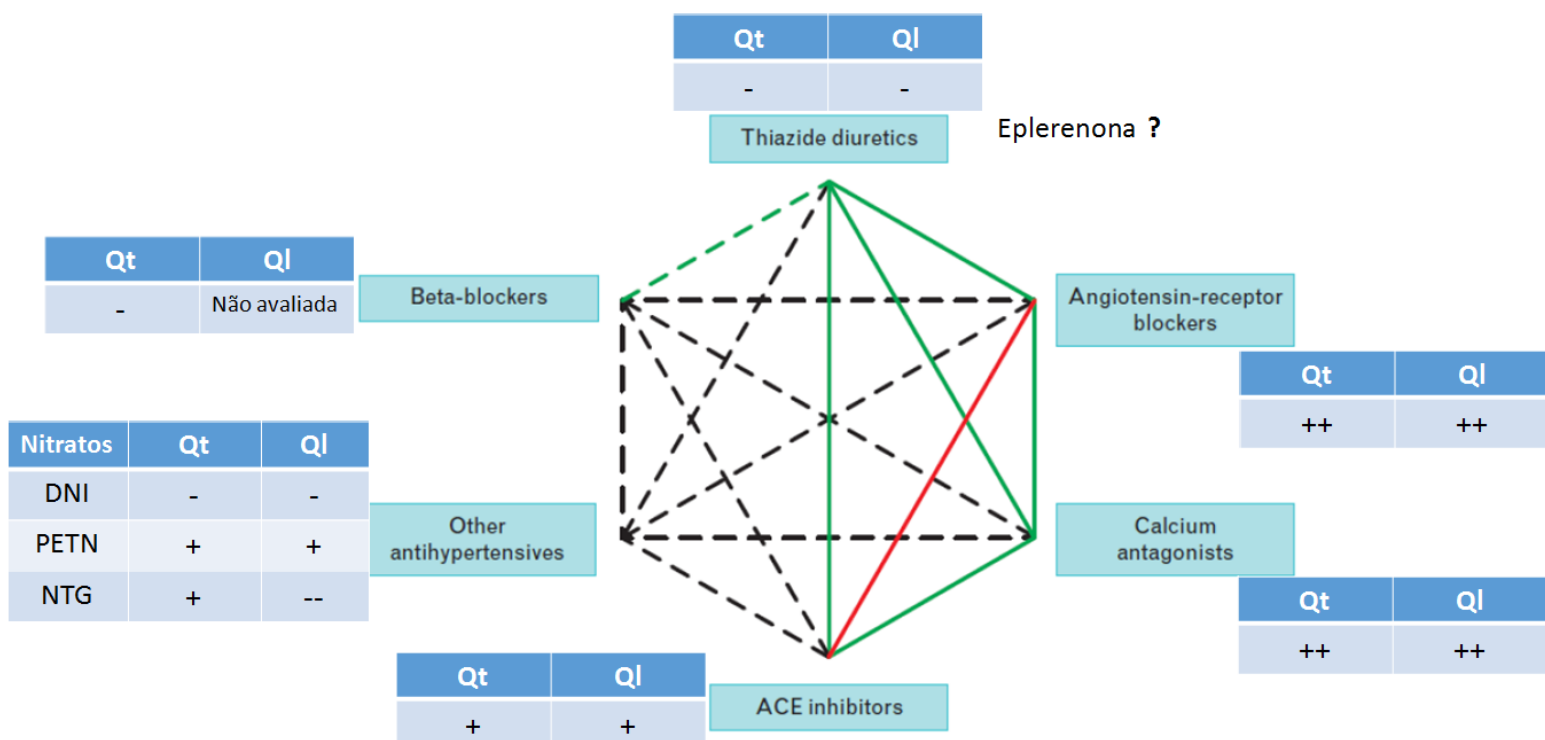 Qt Ql
- -
Thiazide diuretics
Eplerenona ?
Qt Ql
- Não avaliada
Beta-blockers
Angiotensin-receptor
blockers
Qt Ql
++ ++
Nitratos Qt Ql
DNI - -
PETN + +
NTG + --
Other
antihypertensives
Calcium
antagonists
Qt Ql
++ ++
Qt Ql
+ +
ACE inhibitors